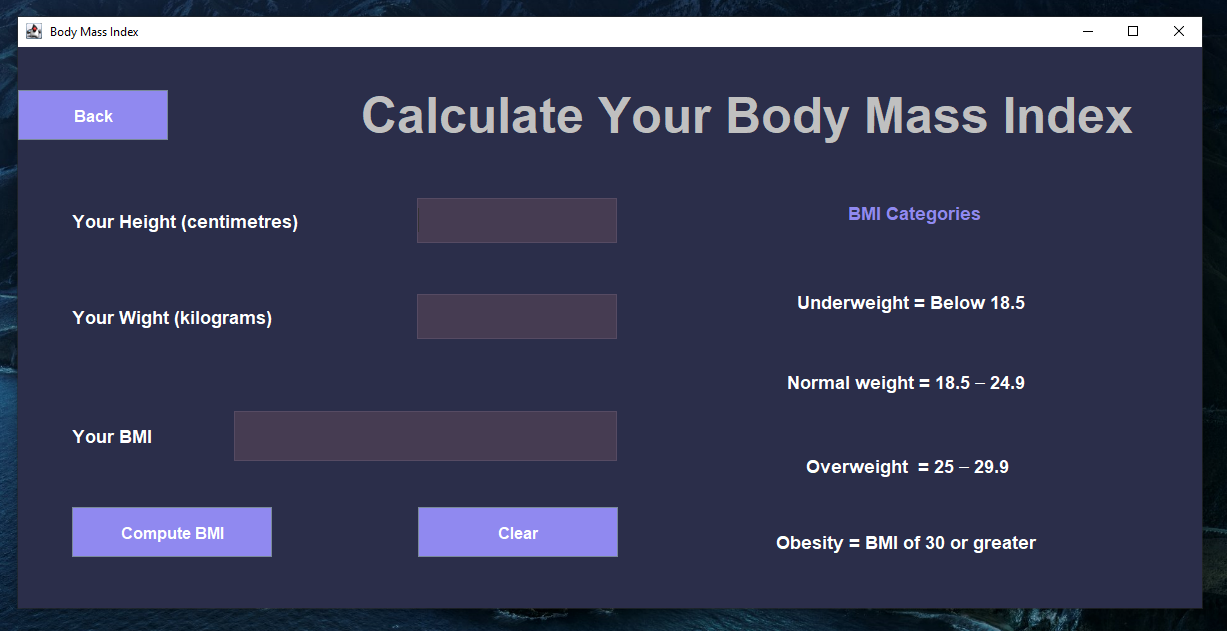 Body Mass Index
Back
Calculate Your Body Mass Index
Your Height (centimetres)
Your Wight (kilograms)
Your BMI
Compute BMI
Clear
BMI Categories
Underweight = Below 18.5
Normal weight = 18.5 – 24.9
Overweight  = 25 – 29.9
Obesity = BMI of 30 or greater